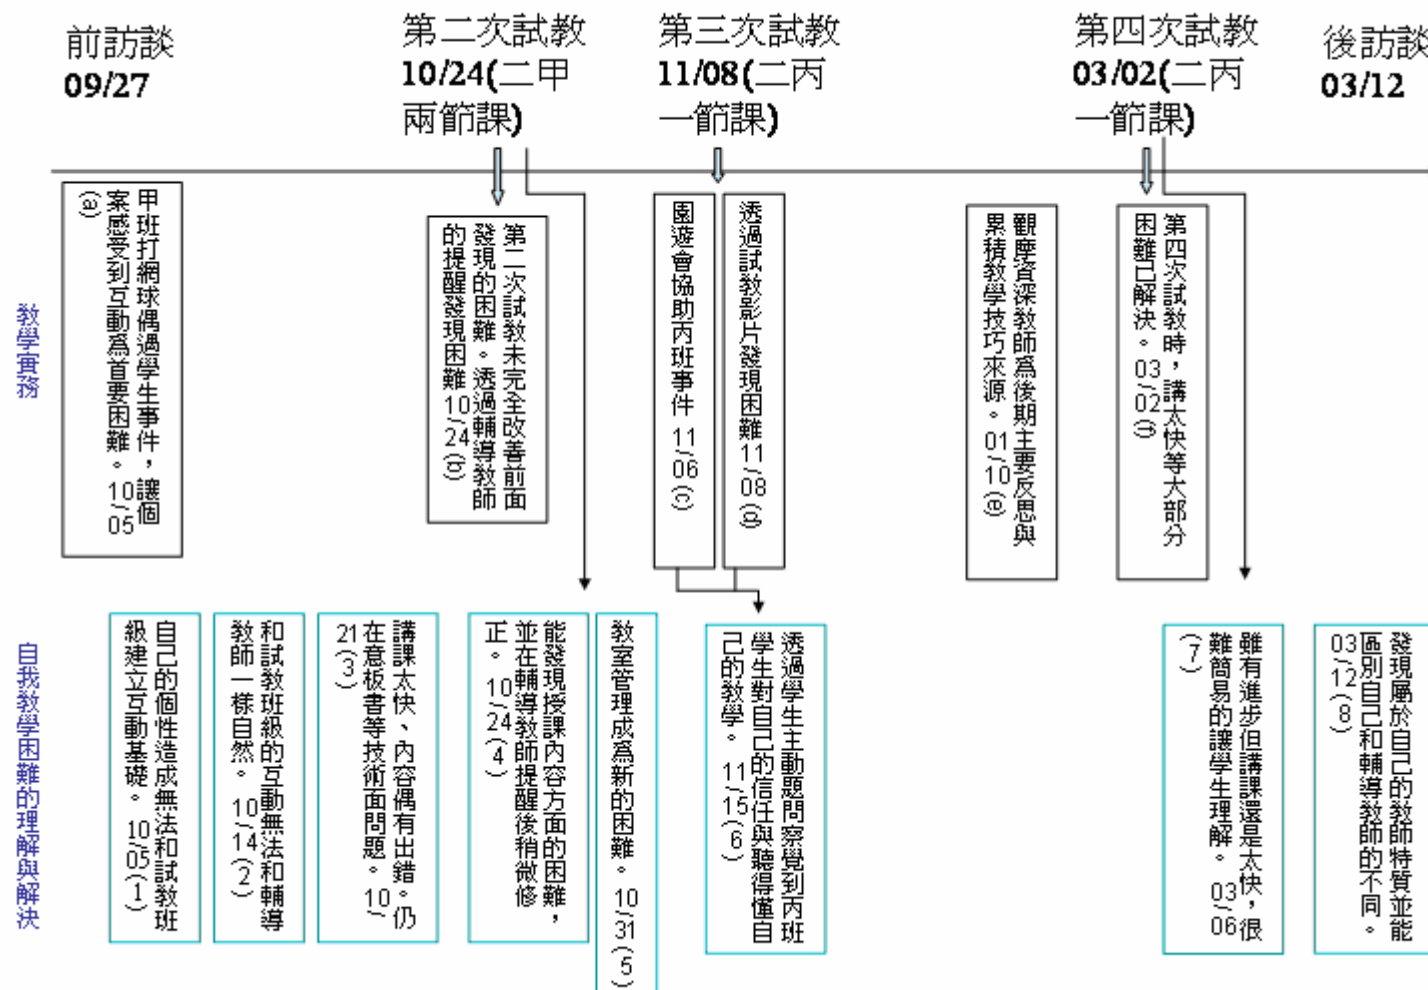 前訪談
09/27
第二次試教
10/24(二甲
兩節課)
第三次試教
11/08(二丙
一節課)
第四次試教
03/02(二丙
一節課)
後訪談
03/12
教學實務
甲班打網球偶過學生事件，讓個
案感受到互動為首要困難。10/05
(a)
第二次試教未完全改善前面
發現的困難。透過輔導教師
的提醒發現困難10/24(b)
園遊會協助丙班事件 11/06(c)
透過試教影片發現困難11/08(d)
觀摩資深教師為後期主要反思與
累積教學技巧來源。01/10(e)
第四次試教時，講太快等大部分
困難已解決。03/02(f)
自我教學困難的理解與解決
自己的個性造成無法和試教班
級建立互動基礎。10/05(1)
和試教班級的互動無法和輔導
教師一樣自然。10/14(2)
講課太快、內容偶有出錯。仍
在意板書等技術面問題。10/
21(3)
能發現授課內容方面的困難，
並在輔導教師提醒後稍微修
正。10/24(4)
教室管理成為新的困難。10/31(5)
透過學生主動題問察覺到丙班
學生對自己的信任與聽得懂自
己的教學。11/15(6)
雖有進步但講課還是太快，很
難簡易的讓學生理解。03/06
(7)
發現屬於自己的教師特質並能
區別自己和輔導教師的不同。
03/12(8)